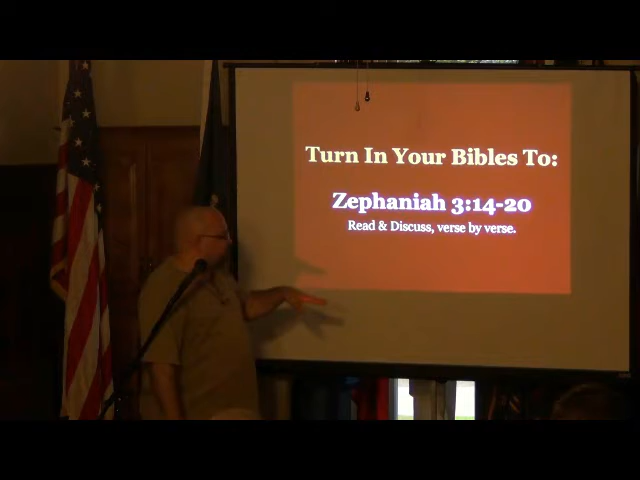 Turn In Your Bibles To:
Zephaniah 3:14-20
Read & Discuss, verse by verse.